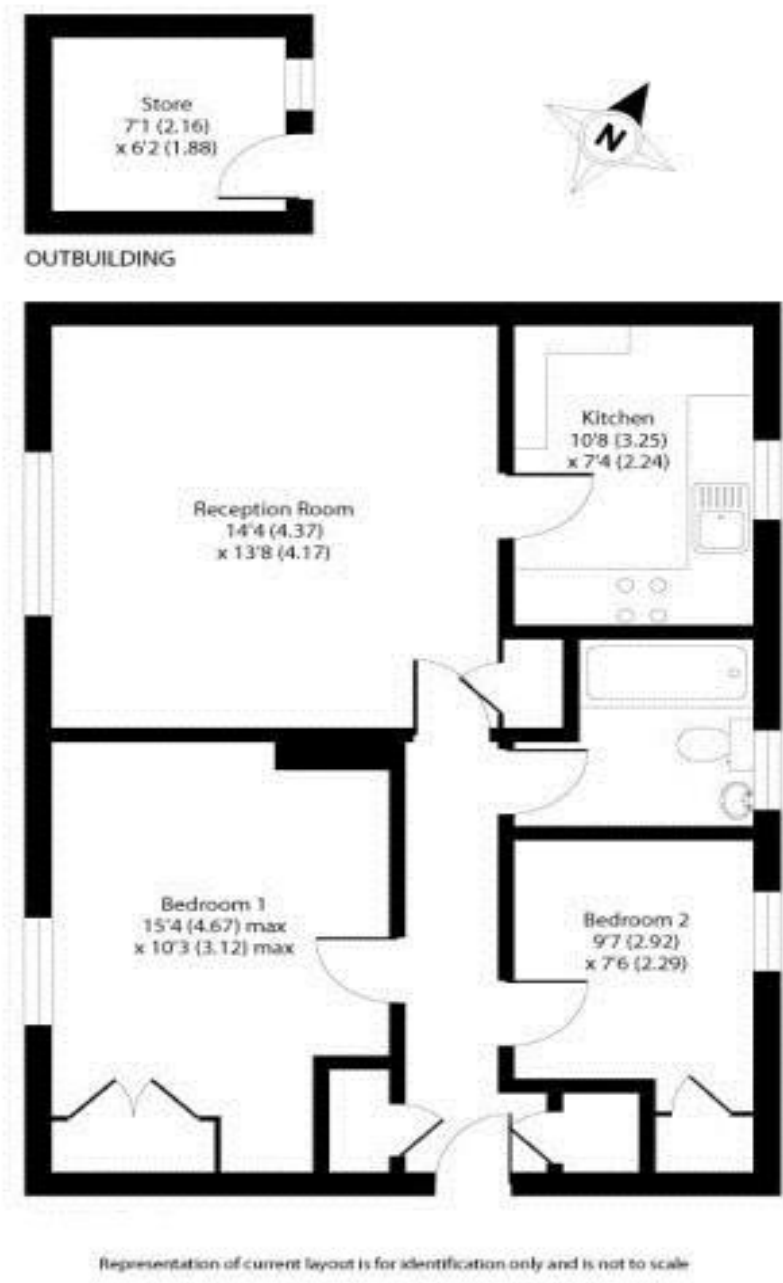 Store
7'1 (2.16)
x 6'2 (1.88)
N
OUTBUILDING
Kitchen
10'8 (3.25)
x 7'4 (2.24)
Reception Room
14'4 (4.37)
x 13'8 (4.17)
Bedroom 1
15'4 (4.67) max
x 10'3 (3.12) max
Bedroom 2
9'7 (2.92)
x 7'6 (2.29)
Representation of current layout is for identification only and is not to scale